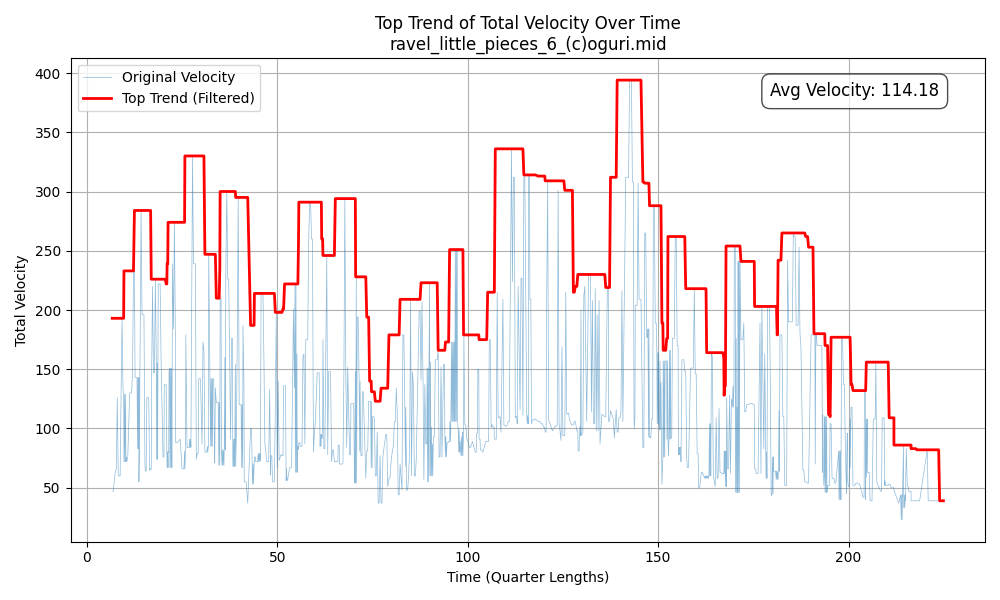 Top Trend of Total Velocity Over Time
ravel_little_pieces_6_(c)oguri.mid
Original Velocity
Top Trend (Filtered)
Avg Velocity: 114.18
Total Velocity
400
350
300
250
200
150
100
50
0
50
100
150
200
Time (Quarter Lengths)